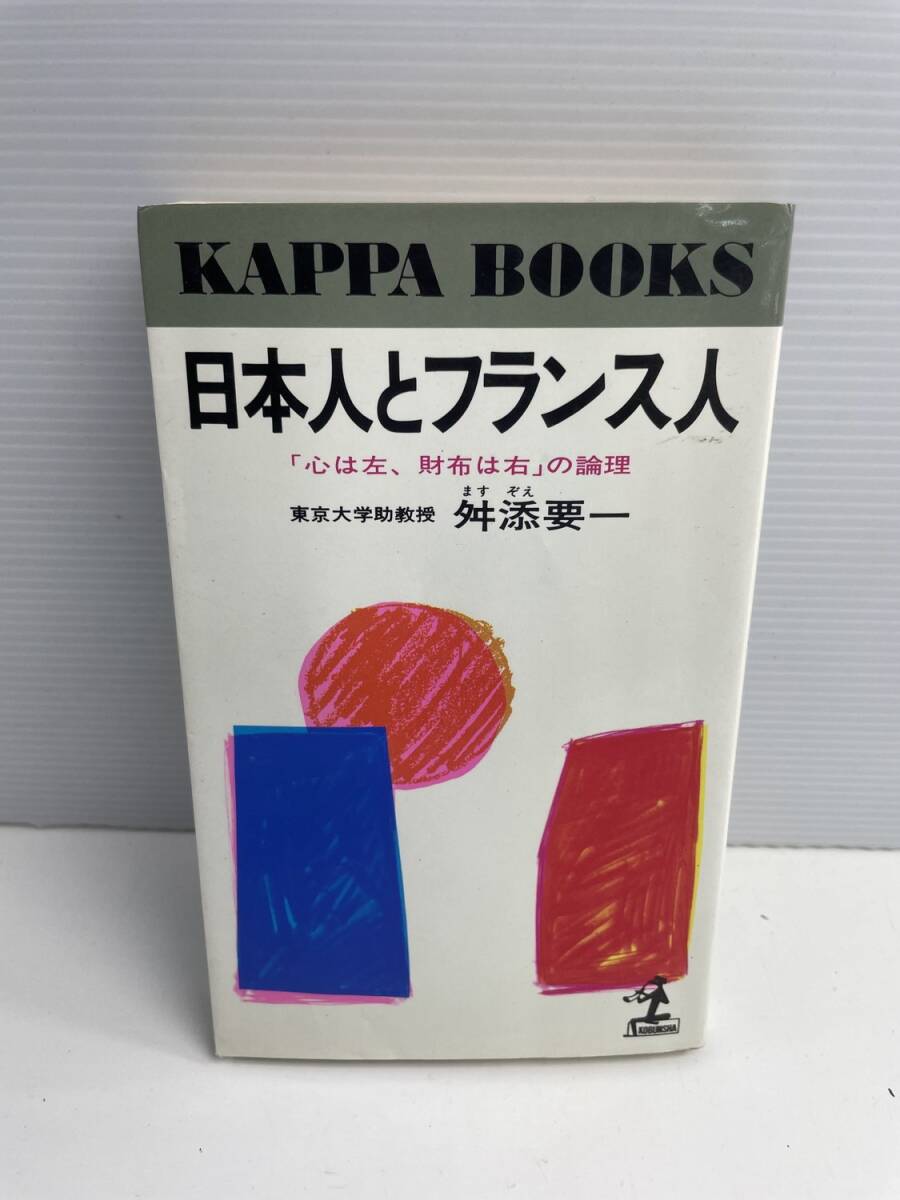 KAPPA BOOKS
日本人とフランス人
「心は左、財布は右」の論理
ます ぞえ
東京大学助教授 舛添要一
KOBUNSHA